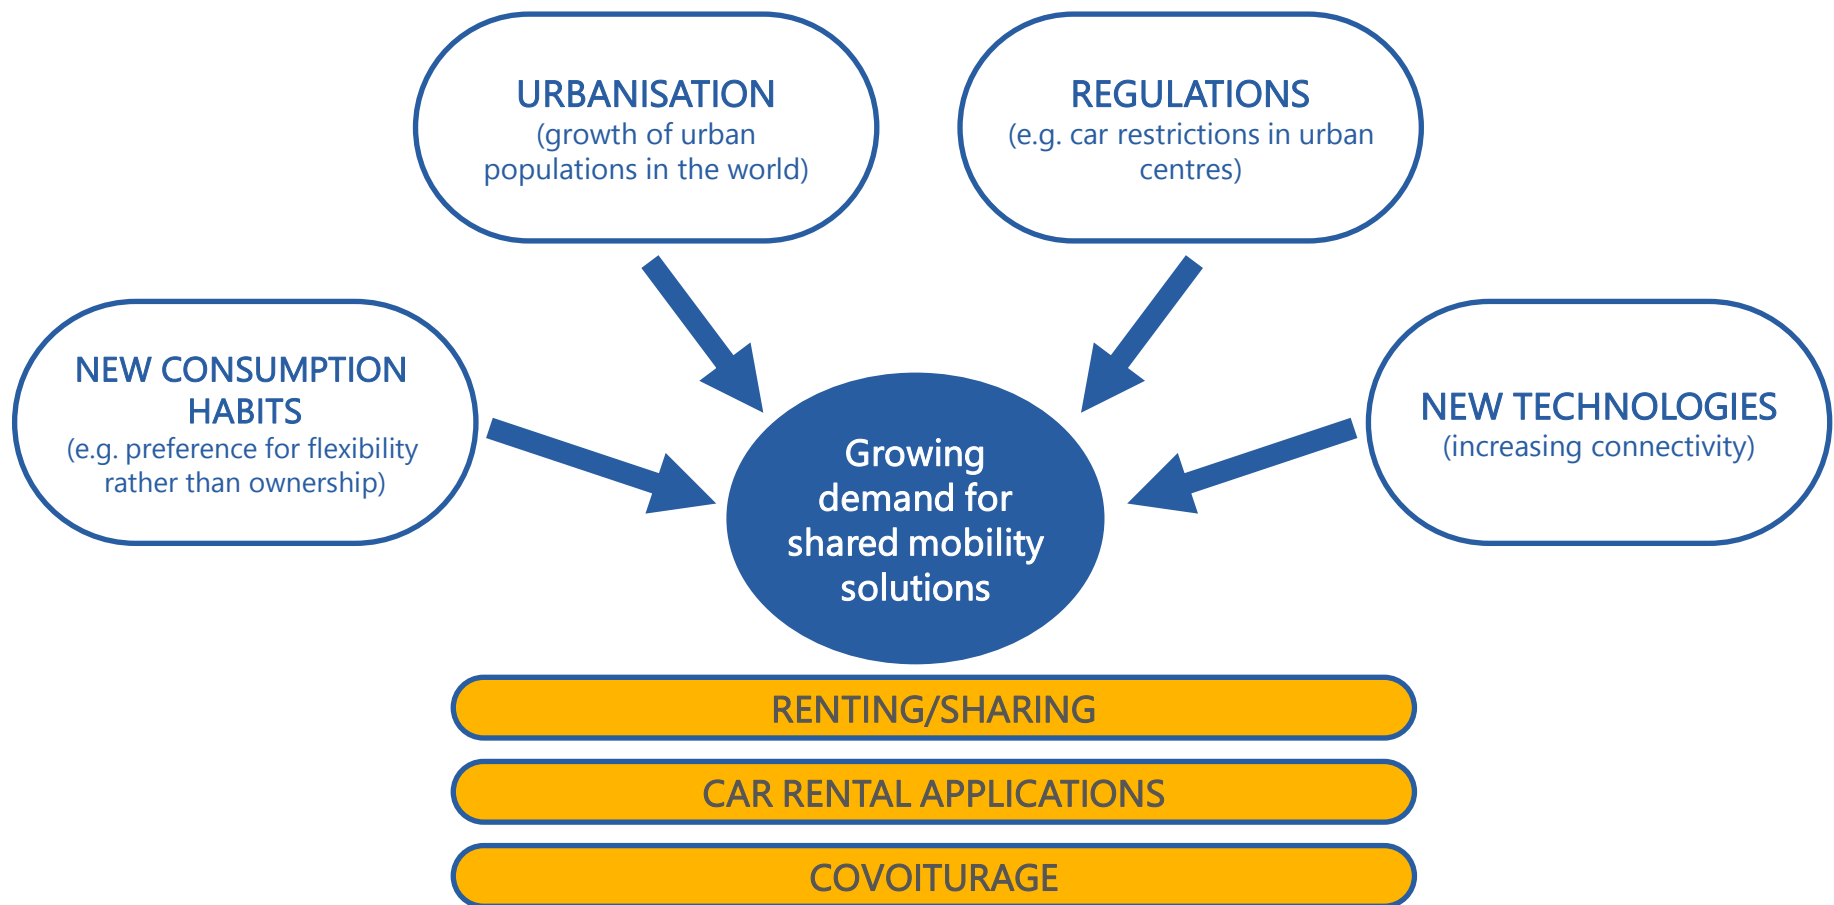 URBANISATION
(growth of urban
populations in the world)
REGULATIONS
(e.g. car restrictions in urban
centres)
NEW CONSUMPTION
HABITS
(e.g. preference for flexibility
rather than ownership)
NEW TECHNOLOGIES
(increasing connectivity)
Growing
demand for
shared mobility
solutions
RENTING/SHARING
CAR RENTAL APPLICATIONS
COVOITURAGE